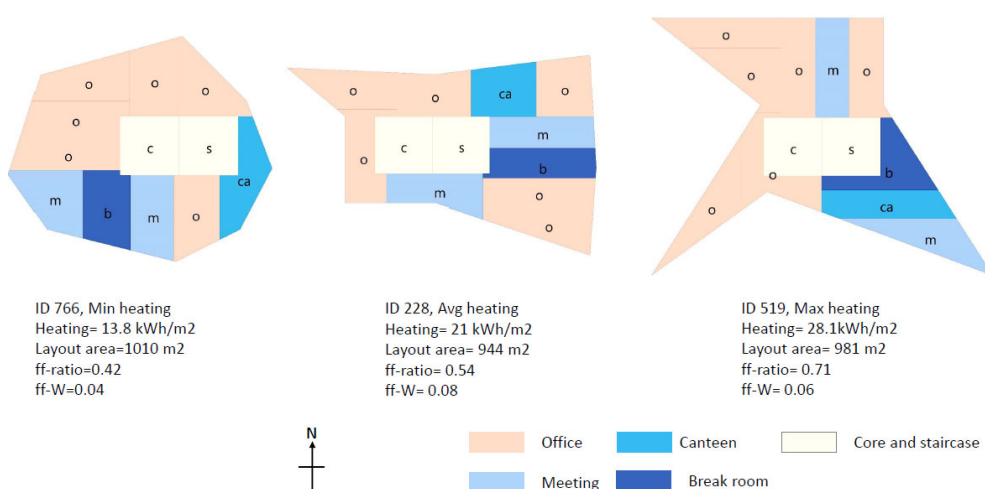 o
o
o
o
o
c
s
ca
m
b
m
o
o
o
ca
o
m
c
s
o
b
m
o
o
o
o
o
m
o
c
s
b
o
o
ca
m
ID 766, Min heating
Heating= 13.8 kWh/m2
Layout area=1010 m2
ff-ratio=0.42
ff-W=0.04
ID 228, Avg heating
Heating= 21 kWh/m2
Layout area= 944 m2
ff-ratio= 0.54
ff-W= 0.08
ID 519, Max heating
Heating= 28.1kWh/m2
Layout area= 981 m2
ff-ratio= 0.71
ff-W= 0.06
N
Office
Canteen
Core and staircase
Meeting
Break room